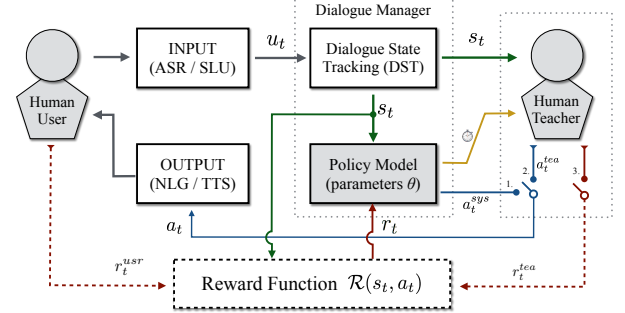 Dialogue Manager
INPUT
(ASR / SLU)
u_t
Dialogue State
Tracking (DST)
s_t
Human
User
Human
Teacher
s_t
OUTPUT
(NLG / TTS)
Policy Model
(parameters θ)
a_t^{tea}
1.
2.
3.
a_t^{sys}
a_t
r_t
r_t^{usr}
r_t^{tea}
Reward Function R(s_t, a_t)